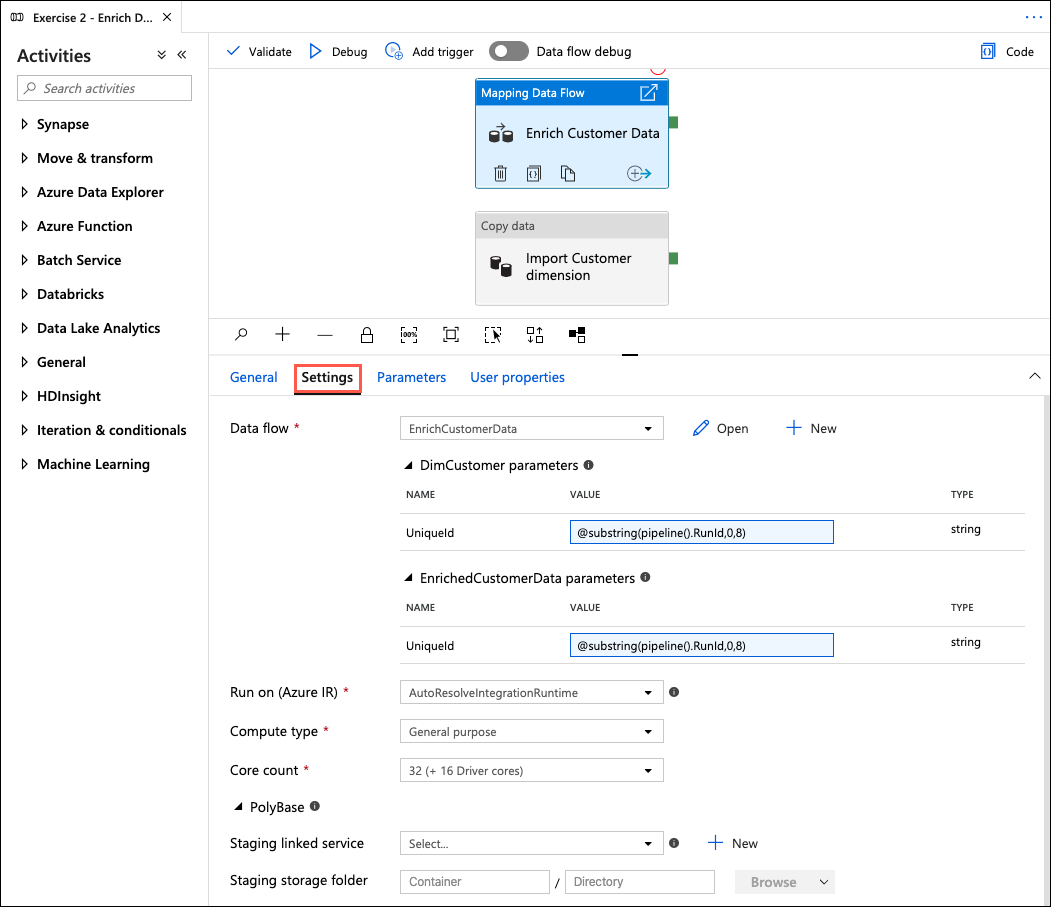 Exercise 2 - Enrich D...
Activities
Search activities
Synapse
Move & transform
Azure Data Explorer
Azure Function
Batch Service
Databricks
Data Lake Analytics
General
HDInsight
Iteration & conditionals
Machine Learning
Validate Debug Add trigger Data flow debug Code
Mapping Data Flow
Enrich Customer Data
Copy data
Import Customer
dimension
100%
General Settings Parameters User properties
Data flow * EnrichCustomerData Open New
DimCustomer parameters
NAME VALUE TYPE
UniqueId @substring(pipeline().RunId,0,8) string
EnrichedCustomerData parameters
NAME VALUE TYPE
UniqueId @substring(pipeline().RunId,0,8) string
Run on (Azure IR) * AutoResolveIntegrationRuntime
Compute type * General purpose
Core count * 32 (+ 16 Driver cores)
PolyBase
Staging linked service Select... New
Staging storage folder Container / Directory Browse